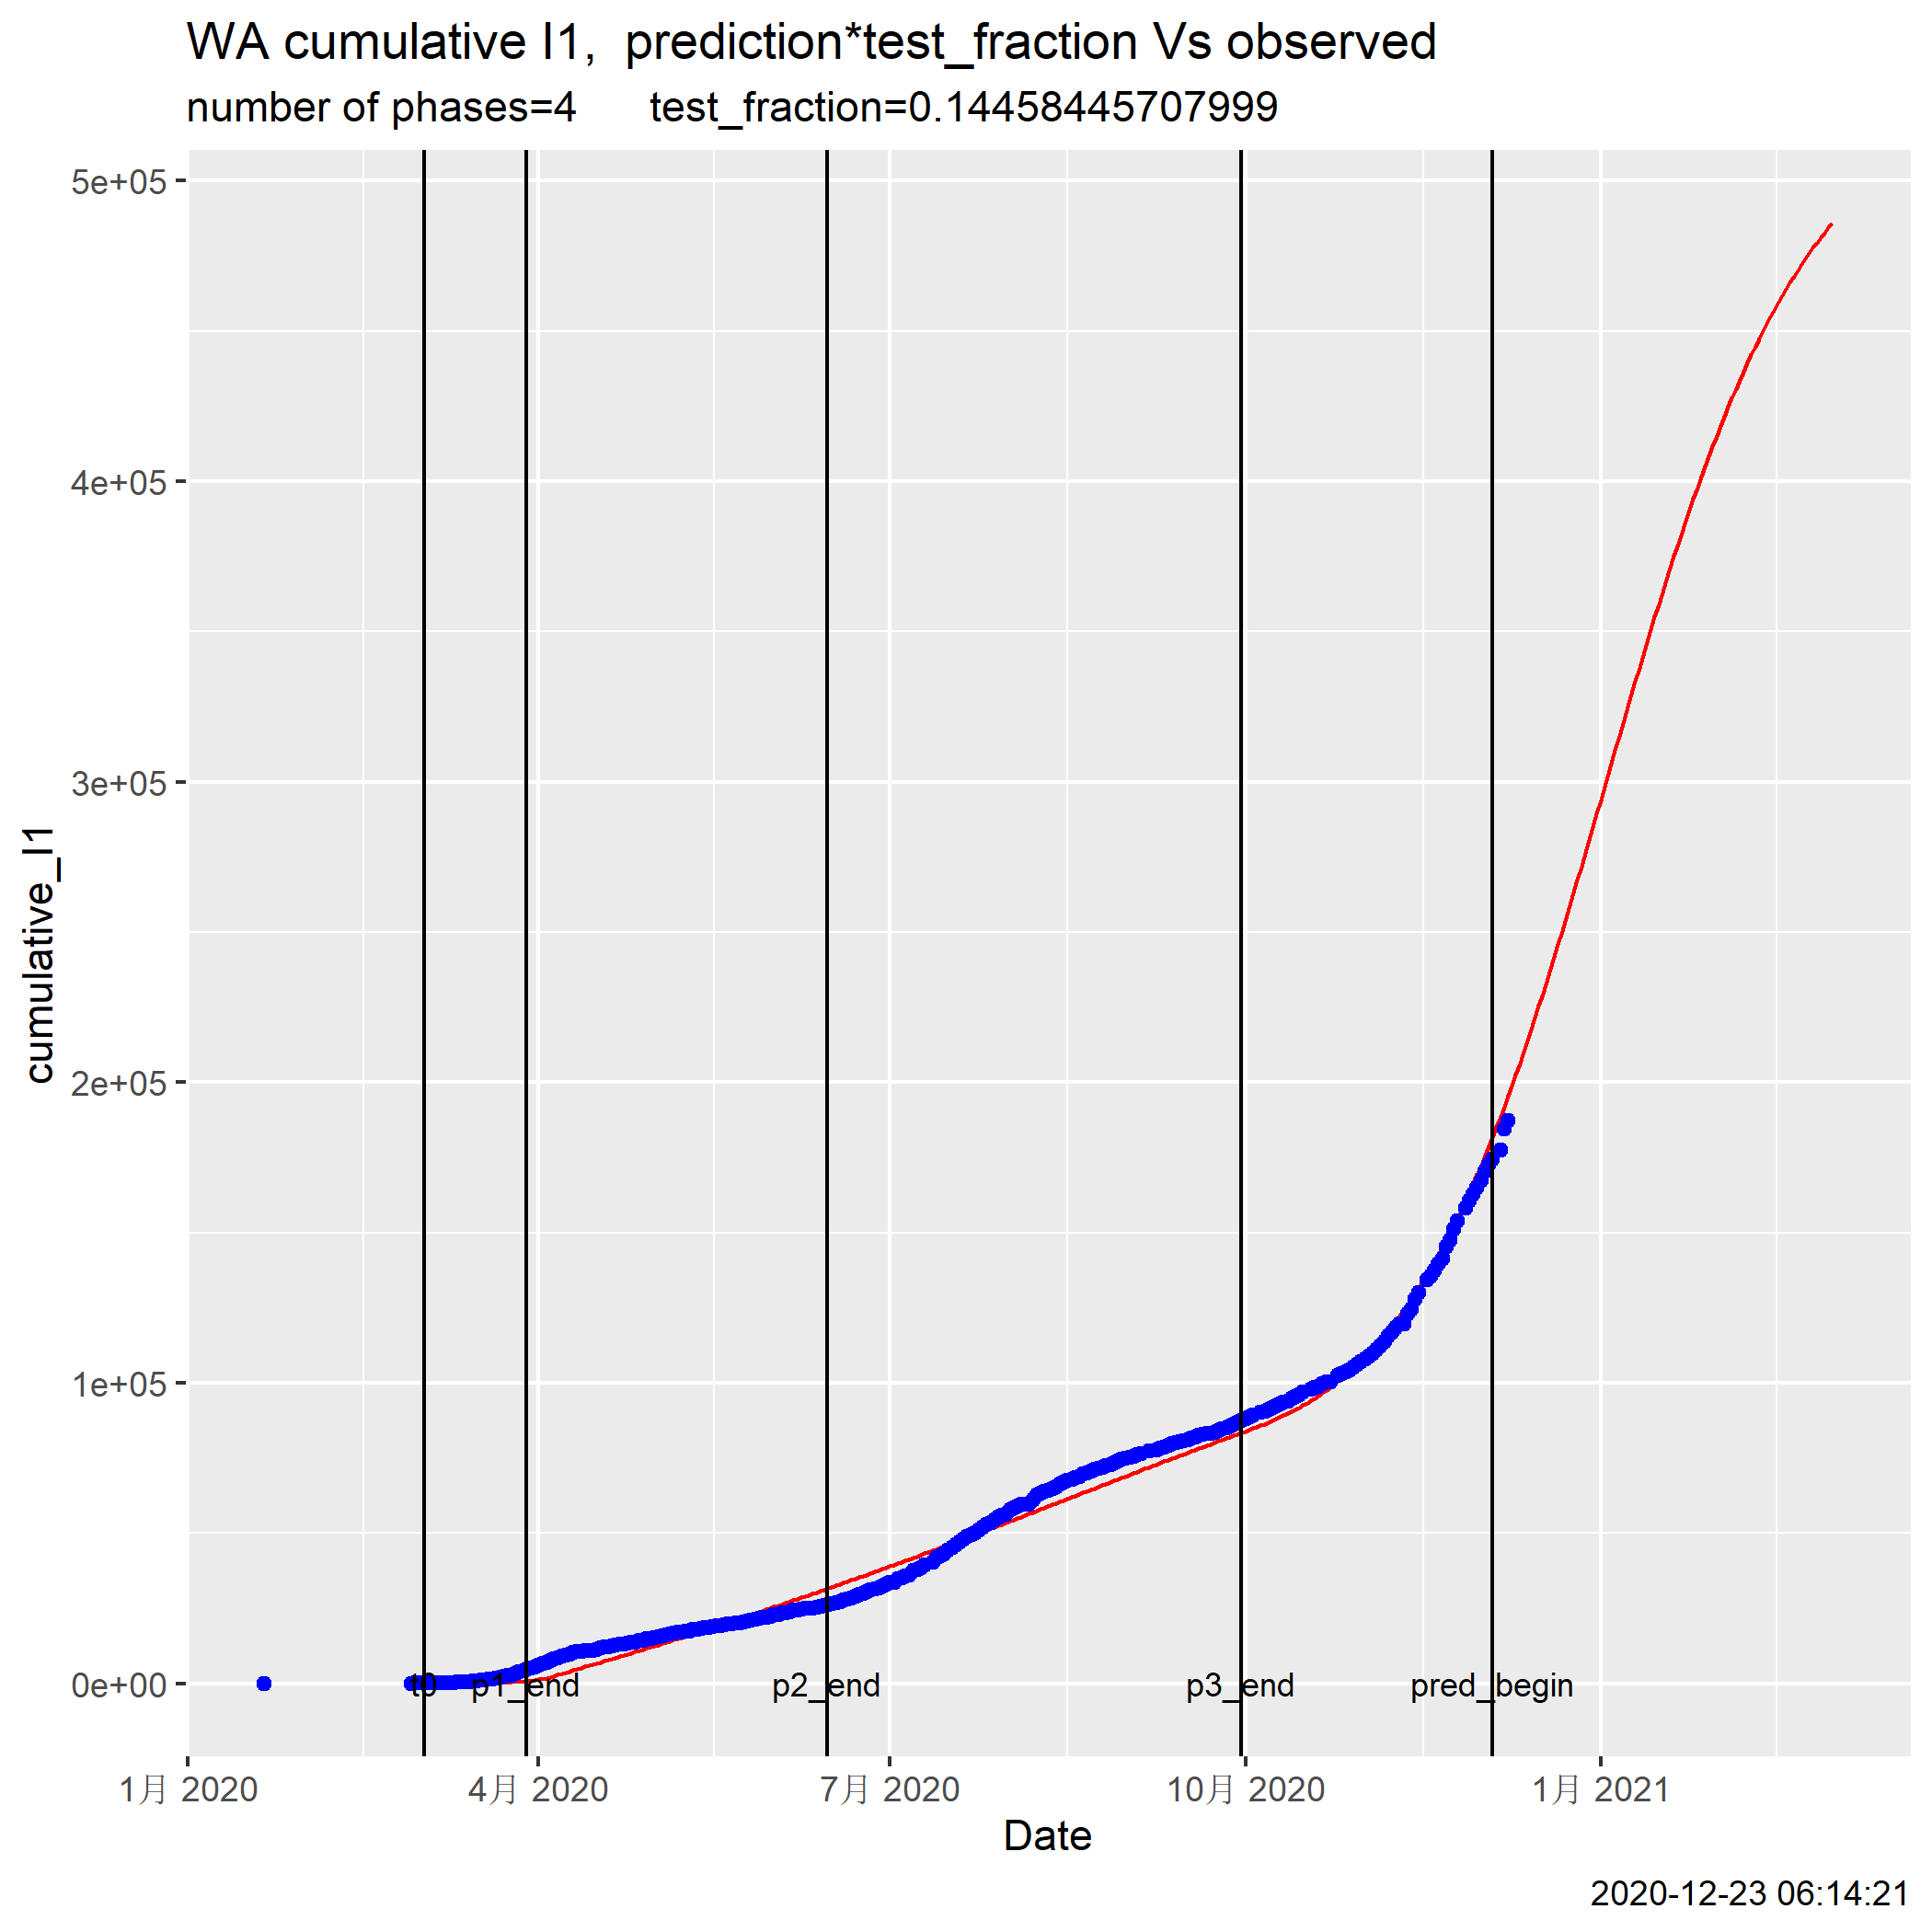 WA cumulative I1,  prediction*test_fraction Vs observed
number of phases=4      test_fraction=0.14458445707999
5e+05
4e+05
3e+05
2e+05
1e+05
0e+00
cumulative_I1
t0
p1_end
p2_end
p3_end
pred_begin
1月 2020
4月 2020
7月 2020
10月 2020
1月 2021
Date
2020-12-23 06:14:21